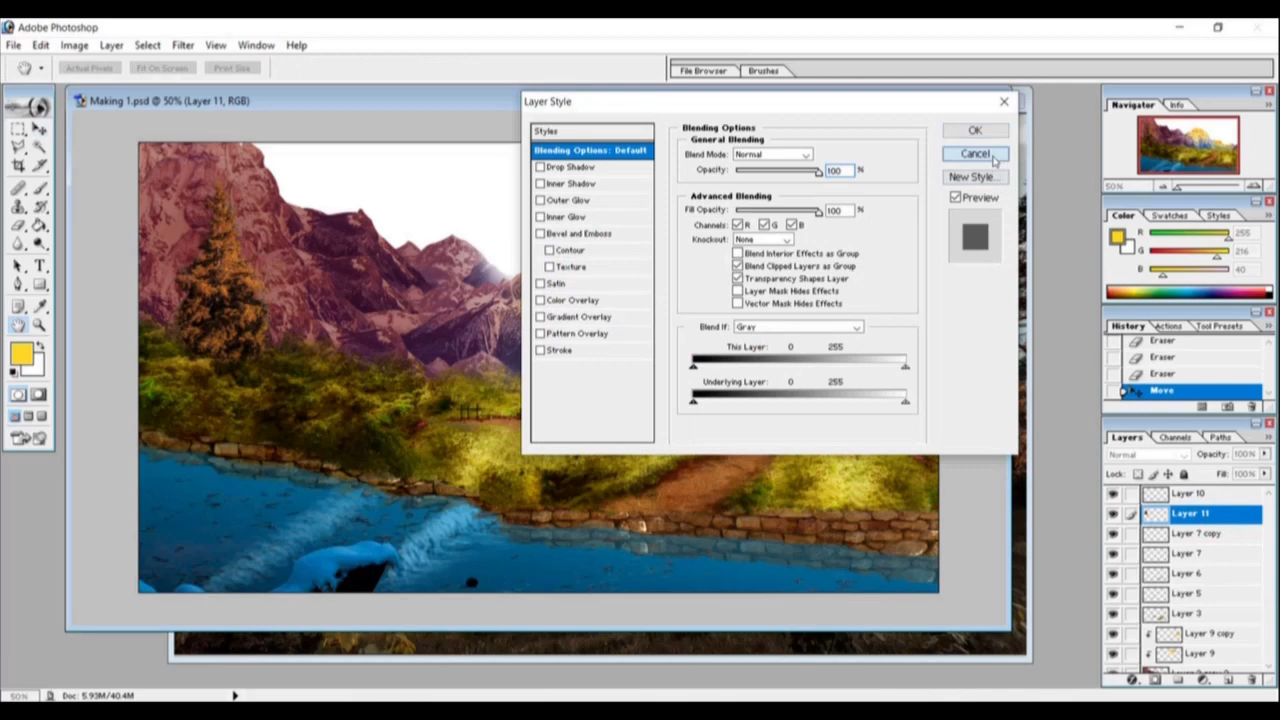 Adobe Photoshop
File Edit Image Layer Select Filter View Window Help
Actual Pixels Fit On Screen Print Size File Browser Brushes
Making 1.psd @ 50% (Layer 11, RGB)
Layer Style
Styles
Blending Options: Default
Drop Shadow
Inner Shadow
Outer Glow
Inner Glow
Bevel and Emboss
Contour
Texture
Satin
Color Overlay
Gradient Overlay
Pattern Overlay
Stroke
Blending Options
General Blending
Blend Mode: Normal
Opacity: 100 %
Advanced Blending
Fill Opacity: 100 %
Channels: R G B
Knockout: None
Blend Interior Effects as Group
Blend Clipped Layers as Group
Transparency Shapes Layer
Layer Mask Hides Effects
Vector Mask Hides Effects
Blend If: Gray
This Layer: 0 255
Underlying Layer: 0 255
OK
Cancel
New Style...
Preview
Navigator Info
50%
Color Swatches Styles
R 255
G 216
B 40
History Actions Tool Presets
Eraser
Eraser
Eraser
Move
Layers Channels Paths
Normal Opacity: 100%
Lock: Fill: 100%
Layer 10
Layer 11
Layer 7 copy
Layer 7
Layer 6
Layer 5
Layer 3
Layer 9 copy
Layer 9
50% Doc: 5.93M/40.4M